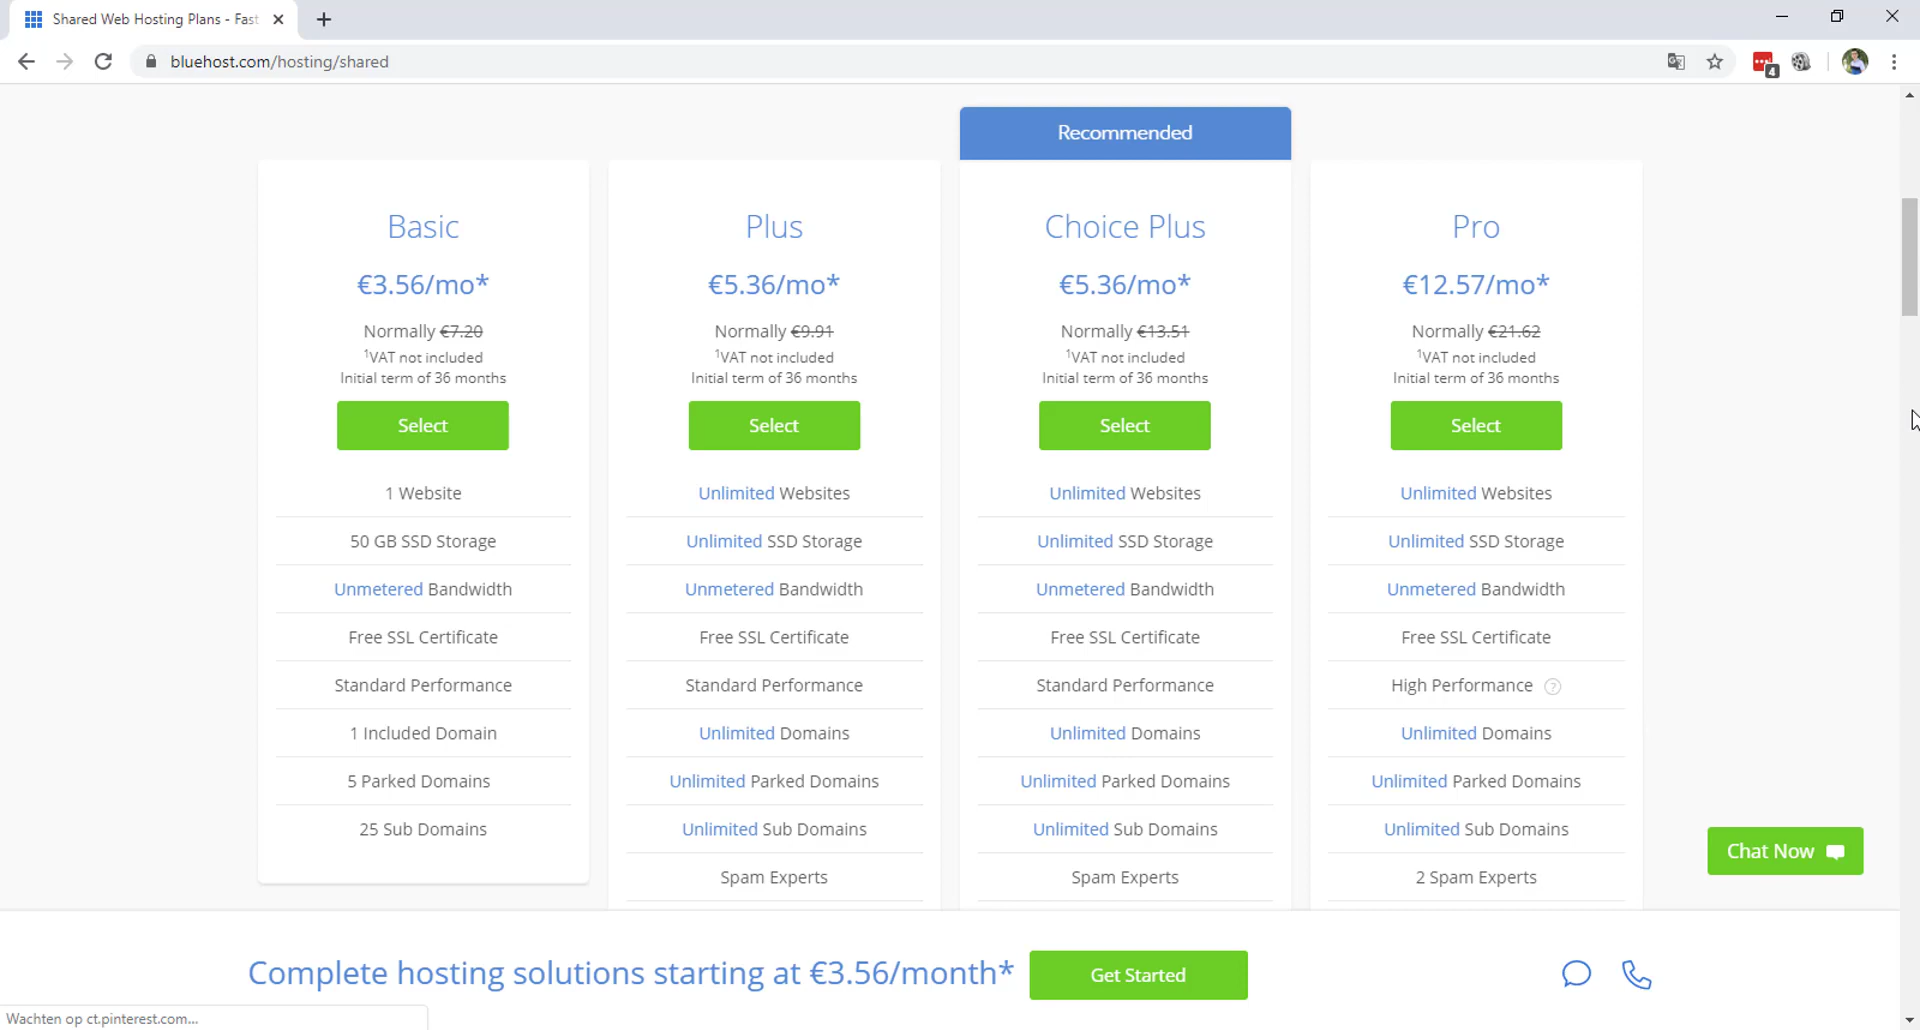 Shared Web Hosting Plans - Fast
bluehost.com/hosting/shared
4
Recommended
Basic
€3.56/mo*
Normally €7.20
¹VAT not included
Initial term of 36 months
Select
1 Website
50 GB SSD Storage
Unmetered Bandwidth
Free SSL Certificate
Standard Performance
1 Included Domain
5 Parked Domains
25 Sub Domains
Plus
€5.36/mo*
Normally €9.91
¹VAT not included
Initial term of 36 months
Select
Unlimited Websites
Unlimited SSD Storage
Unmetered Bandwidth
Free SSL Certificate
Standard Performance
Unlimited Domains
Unlimited Parked Domains
Unlimited Sub Domains
Spam Experts
Choice Plus
€5.36/mo*
Normally €13.51
¹VAT not included
Initial term of 36 months
Select
Unlimited Websites
Unlimited SSD Storage
Unmetered Bandwidth
Free SSL Certificate
Standard Performance
Unlimited Domains
Unlimited Parked Domains
Unlimited Sub Domains
Spam Experts
Pro
€12.57/mo*
Normally €21.62
¹VAT not included
Initial term of 36 months
Select
Unlimited Websites
Unlimited SSD Storage
Unmetered Bandwidth
Free SSL Certificate
High Performance ?
Unlimited Domains
Unlimited Parked Domains
Unlimited Sub Domains
2 Spam Experts
Chat Now
Complete hosting solutions starting at €3.56/month*
Get Started
Wachten op ct.pinterest.com...